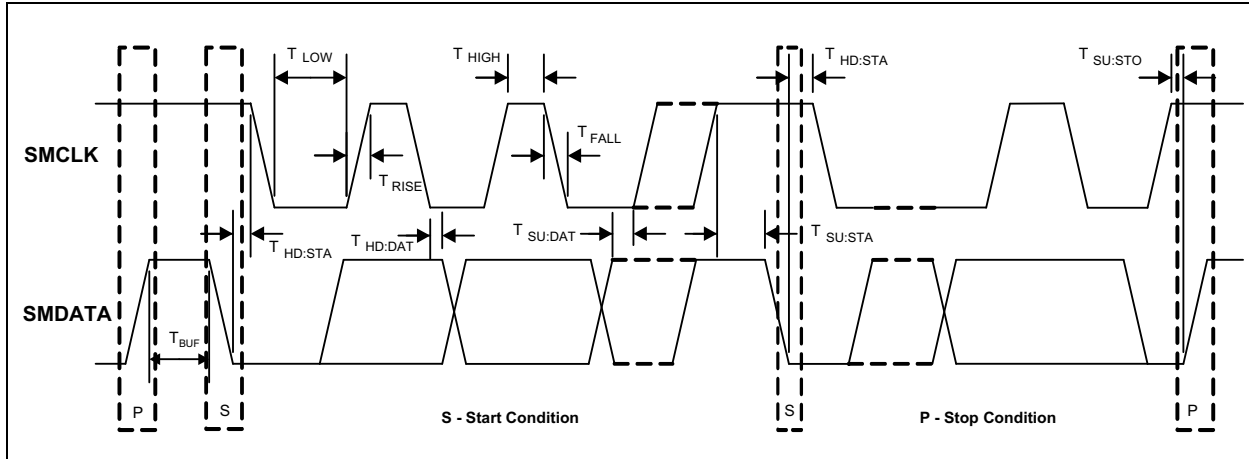 T LOW
T HIGH
T HD:STA
T SU:STO
SMCLK
T FALL
T RISE
T HD:STA
T HD:DAT
T SU:DAT
T SU:STA
SMDATA
T BUF
P
S
S - Start Condition
S
P - Stop Condition
P